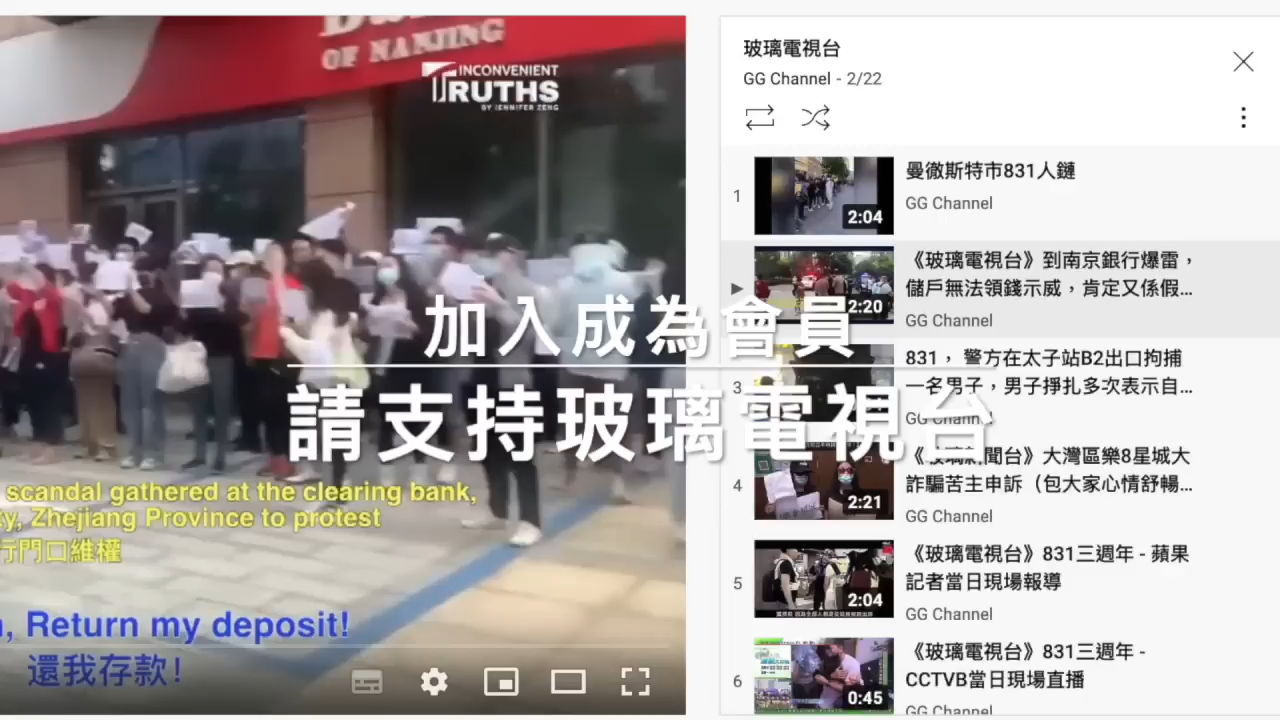 OF NANJING
INCONVENIENT
TRUTHS
BY JENNIFER ZENG
scandal gathered at the clearing bank,
Zhejiang Province to protest
行門口維權
Return my deposit!
還我存款!
加入成為會員
請支持玻璃電視台
玻璃電視台
GG Channel - 2/22
1
2:04
曼徹斯特市831人鏈
GG Channel
2:20
《玻璃電視台》到南京銀行爆雷，
儲戶無法領錢示威，肯定又係假...
GG Channel
3
831， 警方在太子站B2出口拘捕
一名男子，男子掙扎多次表示自...
GG Channel
4
2:21
《玻璃新聞台》大灣區樂8星城大
詐騙苦主申訴（包大家心情舒暢...
GG Channel
5
2:04
《玻璃電視台》831三週年 - 蘋果
記者當日現場報導
GG Channel
6
0:45
《玻璃電視台》831三週年 -
CCTVB當日現場直播
GG Channel